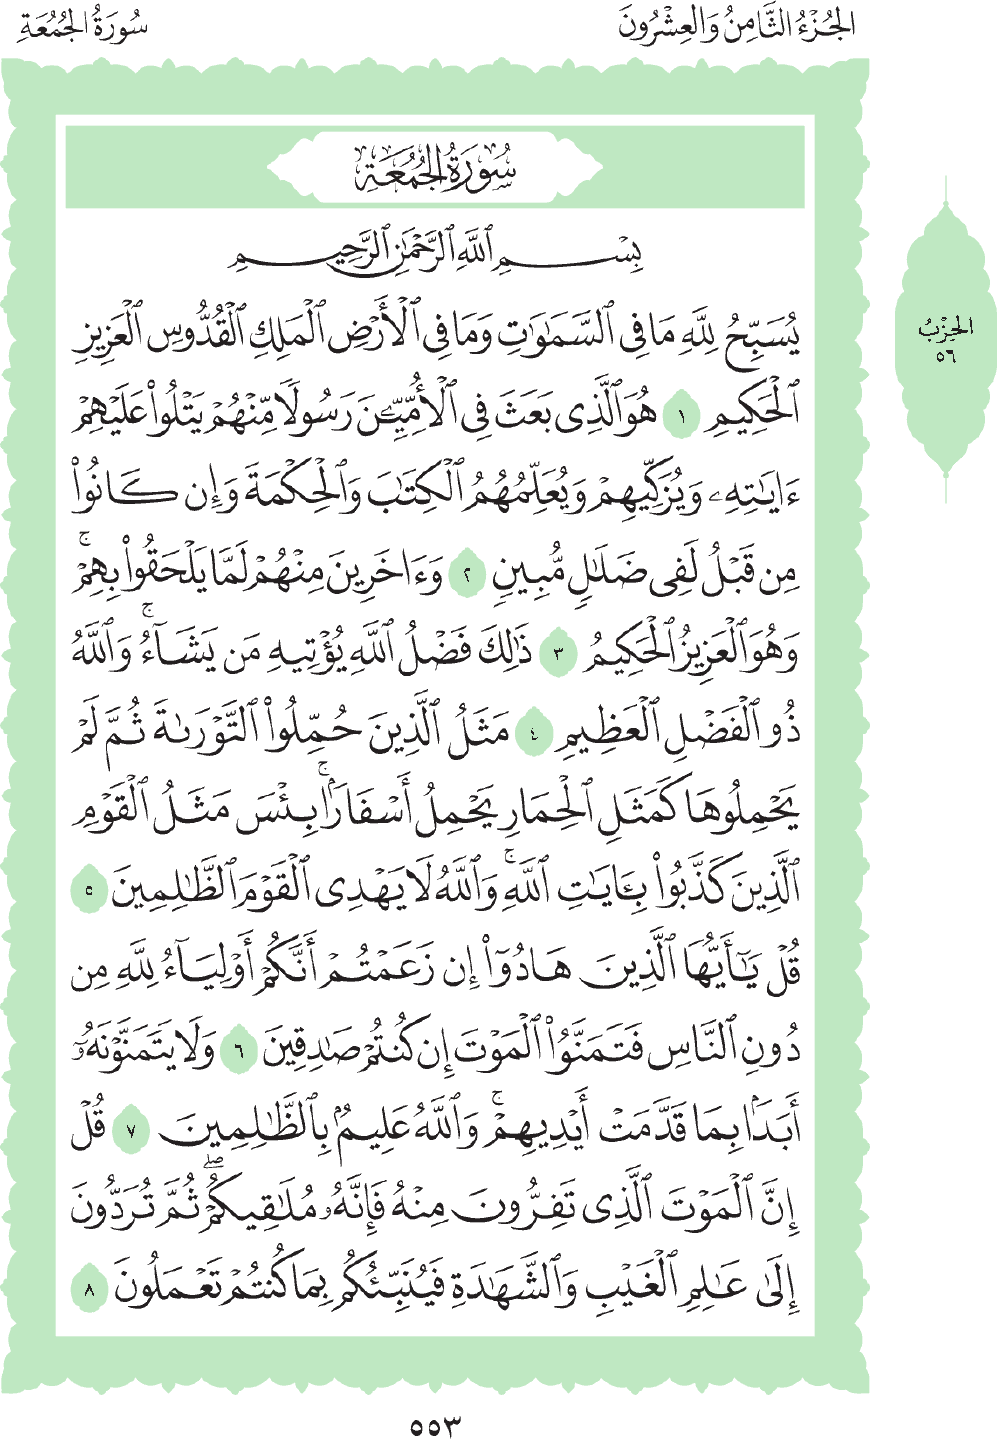 الجُزْءُ الثَّامِنُ وَالعِشْرُونَ
سُورَةُ الجُمُعَةِ
سُورَةُ الجُمُعَةِ
بِسْمِ ٱللَّهِ ٱلرَّحْمَٰنِ ٱلرَّحِيمِ
يُسَبِّحُ لِلَّهِ مَا فِي ٱلسَّمَٰوَٰتِ وَمَا فِي ٱلْأَرْضِ ٱلْمَلِكِ ٱلْقُدُّوسِ ٱلْعَزِيزِ
ٱلْحَكِيمِ ١ هُوَ ٱلَّذِى بَعَثَ فِى ٱلْأُمِّيِّـۧنَ رَسُولًا مِّنْهُمْ يَتْلُوا۟ عَلَيْهِمْ
ءَايَٰتِهِۦ وَيُزَكِّيهِمْ وَيُعَلِّمُهُمُ ٱلْكِتَٰبَ وَٱلْحِكْمَةَ وَإِن كَانُوا۟
مِن قَبْلُ لَفِى ضَلَٰلٍ مُّبِينٍ ٢ وَءَاخَرِينَ مِنْهُمْ لَمَّا يَلْحَقُوا۟ بِهِمْ ۚ
وَهُوَ ٱلْعَزِيزُ ٱلْحَكِيمُ ٣ ذَٰلِكَ فَضْلُ ٱللَّهِ يُؤْتِيهِ مَن يَشَآءُ ۚ وَٱللَّهُ
ذُو ٱلْفَضْلِ ٱلْعَظِيمِ ٤ مَثَلُ ٱلَّذِينَ حُمِّلُوا۟ ٱلتَّوْرَىٰةَ ثُمَّ لَمْ
يَحْمِلُوهَا كَمَثَلِ ٱلْحِمَارِ يَحْمِلُ أَسْفَارًۢا ۚ بِئْسَ مَثَلُ ٱلْقَوْمِ
ٱلَّذِينَ كَذَّبُوا۟ بِـَٔايَٰتِ ٱللَّهِ ۚ وَٱللَّهُ لَا يَهْدِى ٱلْقَوْمَ ٱلظَّٰلِمِينَ ٥
قُلْ يَٰٓأَيُّهَا ٱلَّذِينَ هَادُوٓا۟ إِن زَعَمْتُمْ أَنَّكُمْ أَوْلِيَآءُ لِلَّهِ مِن
دُونِ ٱلنَّاسِ فَتَمَنَّوُا۟ ٱلْمَوْتَ إِن كُنتُمْ صَٰدِقِينَ ٦ وَلَا يَتَمَنَّوْنَهُۥٓ
أَبَدًۢا بِمَا قَدَّمَتْ أَيْدِيهِمْ ۚ وَٱللَّهُ عَلِيمٌۢ بِٱلظَّٰلِمِينَ ٧ قُلْ
إِنَّ ٱلْمَوْتَ ٱلَّذِى تَفِرُّونَ مِنْهُ فَإِنَّهُۥ مُلَٰقِيكُمْ ۖ ثُمَّ تُرَدُّونَ
إِلَىٰ عَٰلِمِ ٱلْغَيْبِ وَٱلشَّهَٰدَةِ فَيُنَبِّئُكُم بِمَا كُنتُمْ تَعْمَلُونَ ٨
الحِزْبُ
٥٦
٥٥٣